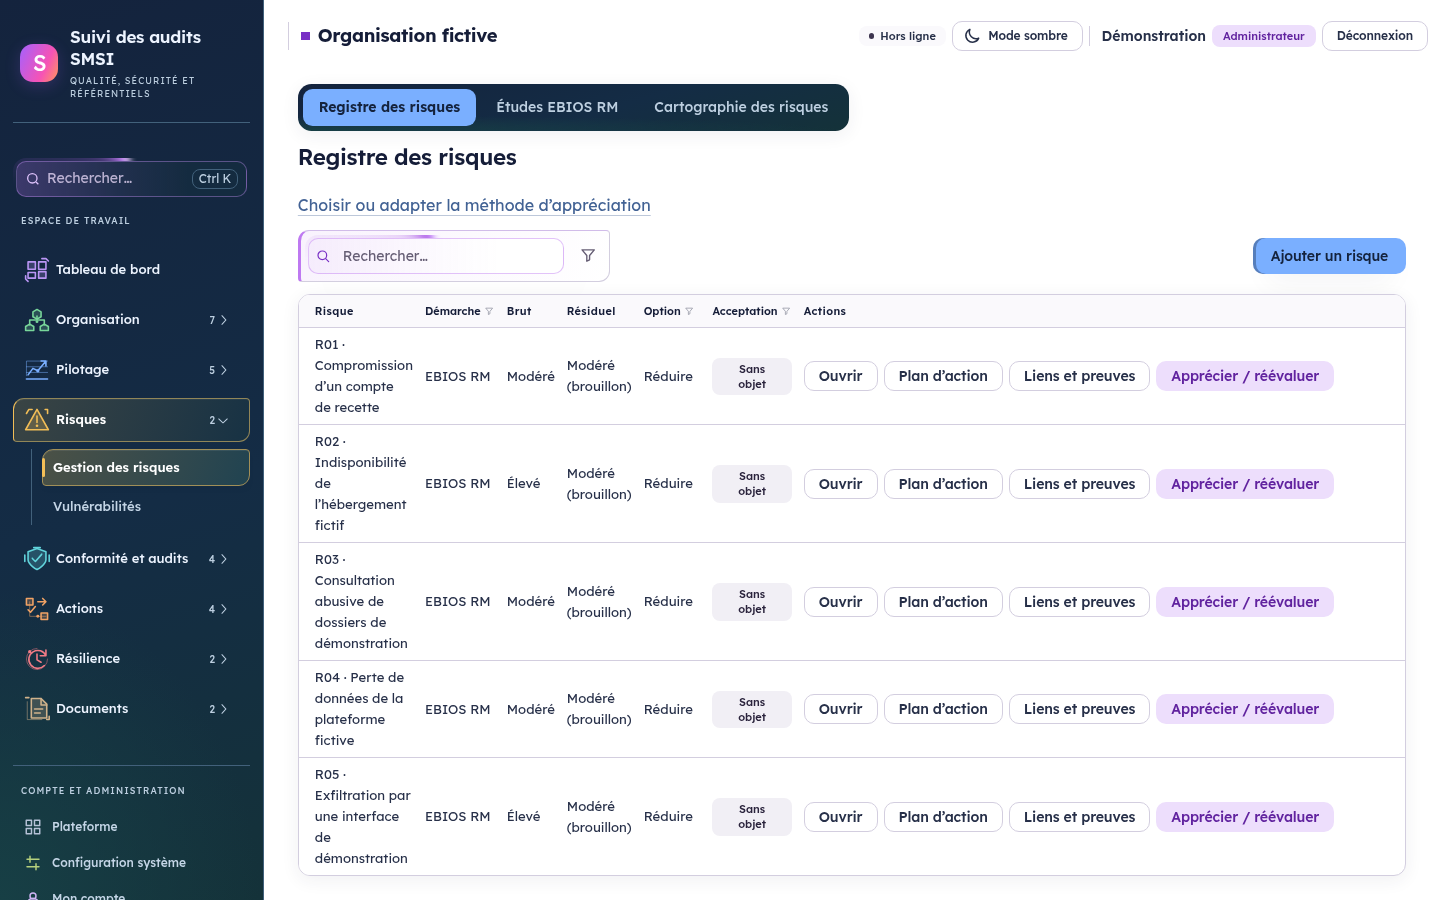 S
Suivi des audits
SMSI
QUALITÉ, SÉCURITÉ ET
RÉFÉRENTIELS
Rechercher…
Ctrl K
ESPACE DE TRAVAIL
Tableau de bord
Organisation 7
Pilotage 5
Risques 2
Gestion des risques
Vulnérabilités
Conformité et audits 4
Actions 4
Résilience 2
Documents 2
COMPTE ET ADMINISTRATION
Plateforme
Configuration système
Mon compte
Organisation fictive
Hors ligne
Mode sombre
Démonstration
Administrateur
Déconnexion
Registre des risques
Études EBIOS RM
Cartographie des risques
Registre des risques
Choisir ou adapter la méthode d’appréciation
Rechercher…
Ajouter un risque
Risque Démarche Brut Résiduel Option Acceptation Actions
R01 ·
Compromission
d’un compte
de recette
EBIOS RM
Modéré
Modéré
(brouillon)
Réduire
Sans
objet
Ouvrir
Plan d’action
Liens et preuves
Apprécier / réévaluer
R02 ·
Indisponibilité
de
l’hébergement
fictif
EBIOS RM
Élevé
Modéré
(brouillon)
Réduire
Sans
objet
Ouvrir
Plan d’action
Liens et preuves
Apprécier / réévaluer
R03 ·
Consultation
abusive de
dossiers de
démonstration
EBIOS RM
Modéré
Modéré
(brouillon)
Réduire
Sans
objet
Ouvrir
Plan d’action
Liens et preuves
Apprécier / réévaluer
R04 · Perte de
données de la
plateforme
fictive
EBIOS RM
Modéré
Modéré
(brouillon)
Réduire
Sans
objet
Ouvrir
Plan d’action
Liens et preuves
Apprécier / réévaluer
R05 ·
Exfiltration par
une interface
de
démonstration
EBIOS RM
Élevé
Modéré
(brouillon)
Réduire
Sans
objet
Ouvrir
Plan d’action
Liens et preuves
Apprécier / réévaluer